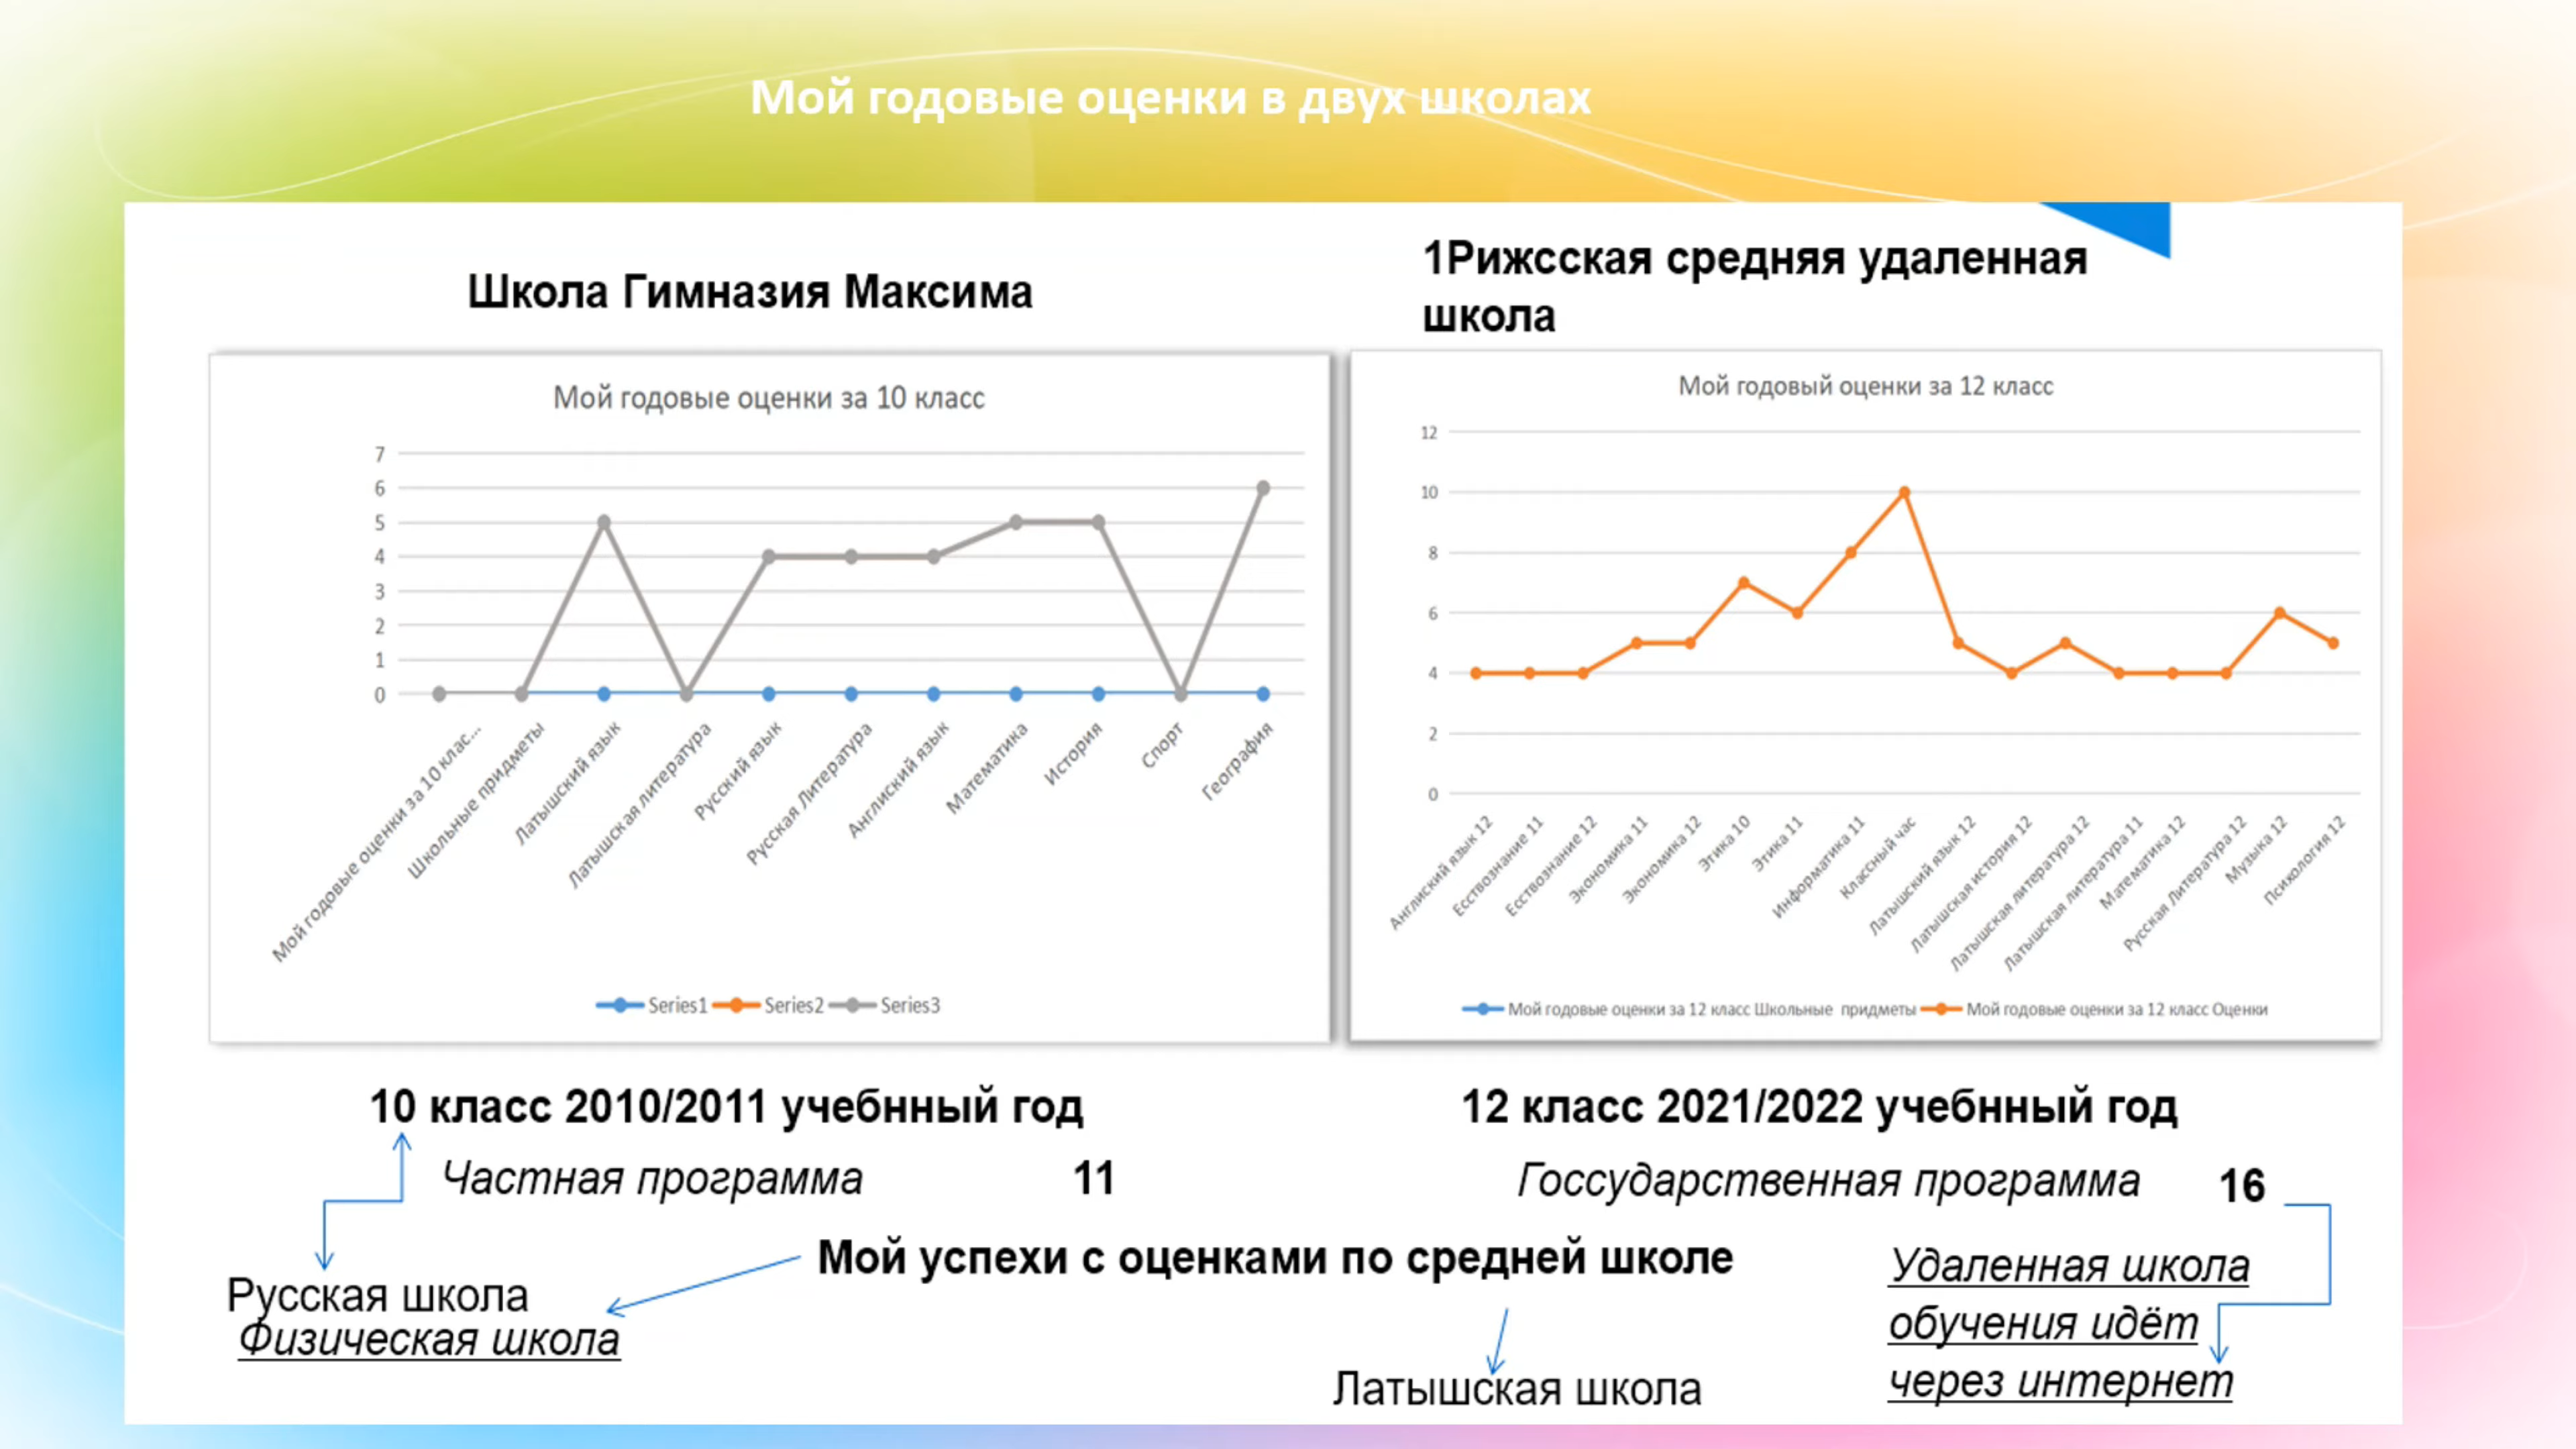 Мой годовые оценки в двух школах
Школа Гимназия Максима
1Рижсская средняя удаленная
школа
Мой годовые оценки за 10 класс
7
6
5
4
3
2
1
0
Мой годовые оценки за 10 клас...
Школьные придметы
Латышский язык
Латышская литература
Русский язык
Русская Литература
Англиский язык
Математика
История
Спорт
География
Series1 Series2 Series3
Мой годовый оценки за 12 класс
12
10
8
6
4
2
0
Англиский язык 12
Есствознание 11
Есствознание 12
Экономика 11
Экономика 12
Этика 10
Этика 11
Информатика 11
Классный час
Латышский язык 12
Латышская история 12
Латышская литература 12
Латышская литература 11
Математика 12
Русская Литература 12
Музыка 12
Психология 12
Мой годовые оценки за 12 класс Школьные придметы Мой годовые оценки за 12 класс Оценки
10 класс 2010/2011 учебнный год
12 класс 2021/2022 учебнный год
Частная программа 11
Госсударственная программа 16
Мой успехи с оценками по средней школе
Русская школа
Физическая школа
Латышская школа
Удаленная школа
обучения идёт
через интернет